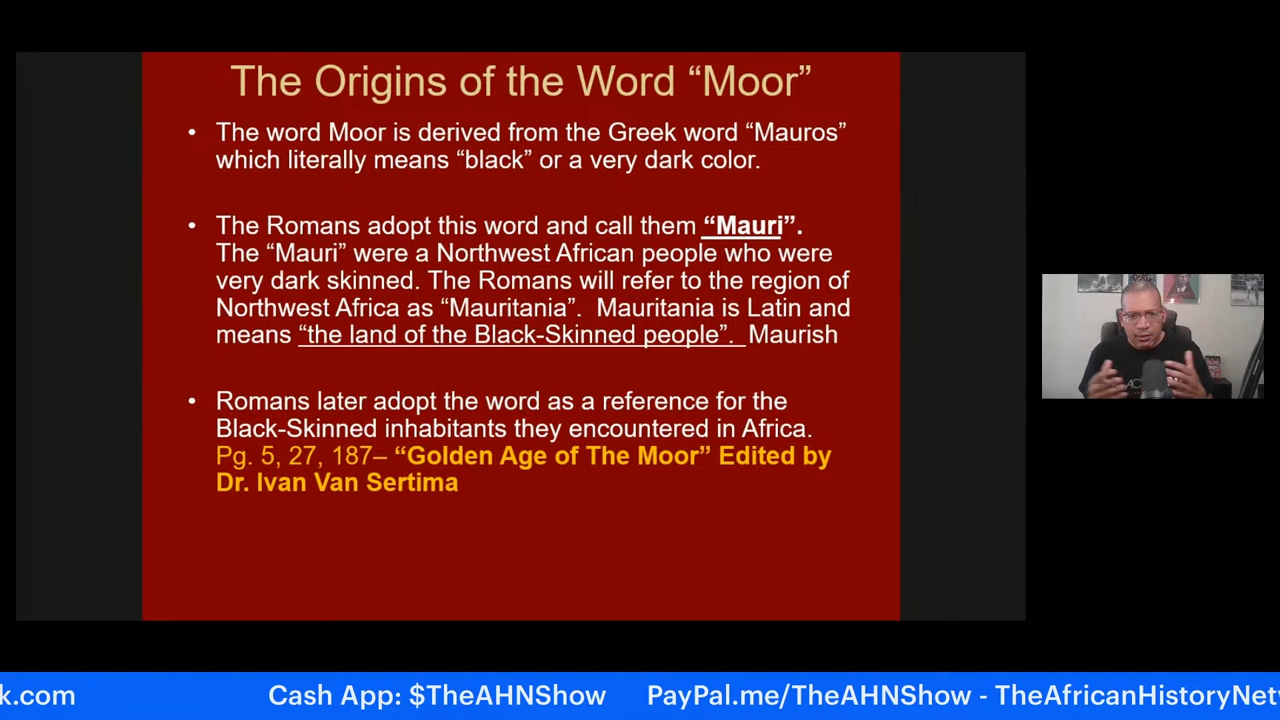 The Origins of the Word “Moor”
• The word Moor is derived from the Greek word “Mauros”
which literally means “black” or a very dark color.
• The Romans adopt this word and call them “Mauri”.
The “Mauri” were a Northwest African people who were
very dark skinned. The Romans will refer to the region of
Northwest Africa as “Mauritania”. Mauritania is Latin and
means “the land of the Black-Skinned people”. Maurish
• Romans later adopt the word as a reference for the
Black-Skinned inhabitants they encountered in Africa.
Pg. 5, 27, 187– “Golden Age of The Moor” Edited by
Dr. Ivan Van Sertima
k.com Cash App: $TheAHNShow PayPal.me/TheAHNShow - TheAfricanHistoryNetw